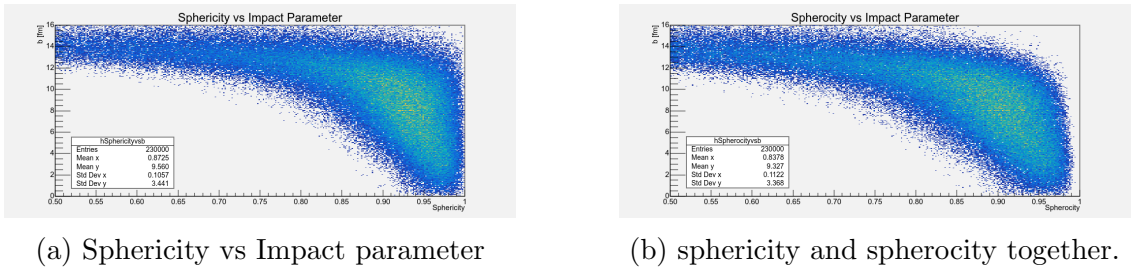 Sphericity vs Impact Parameter
b [fm]
16
14
12
10
8
6
4
2
0
hSphericityvsb
Entries 230000
Mean x 0.8725
Mean y 9.560
Std Dev x 0.1057
Std Dev y 3.441
0.50 0.55 0.60 0.65 0.70 0.75 0.80 0.85 0.90 0.95 1
Sphericity
(a) Sphericity vs Impact parameter
Spherocity vs Impact Parameter
b [fm]
16
14
12
10
8
6
4
2
0
hSpherocityvsb
Entries 230000
Mean x 0.8378
Mean y 9.327
Std Dev x 0.1122
Std Dev y 3.368
0.50 0.55 0.60 0.65 0.70 0.75 0.80 0.85 0.90 0.95 1
Spherocity
(b) sphericity and spherocity together.